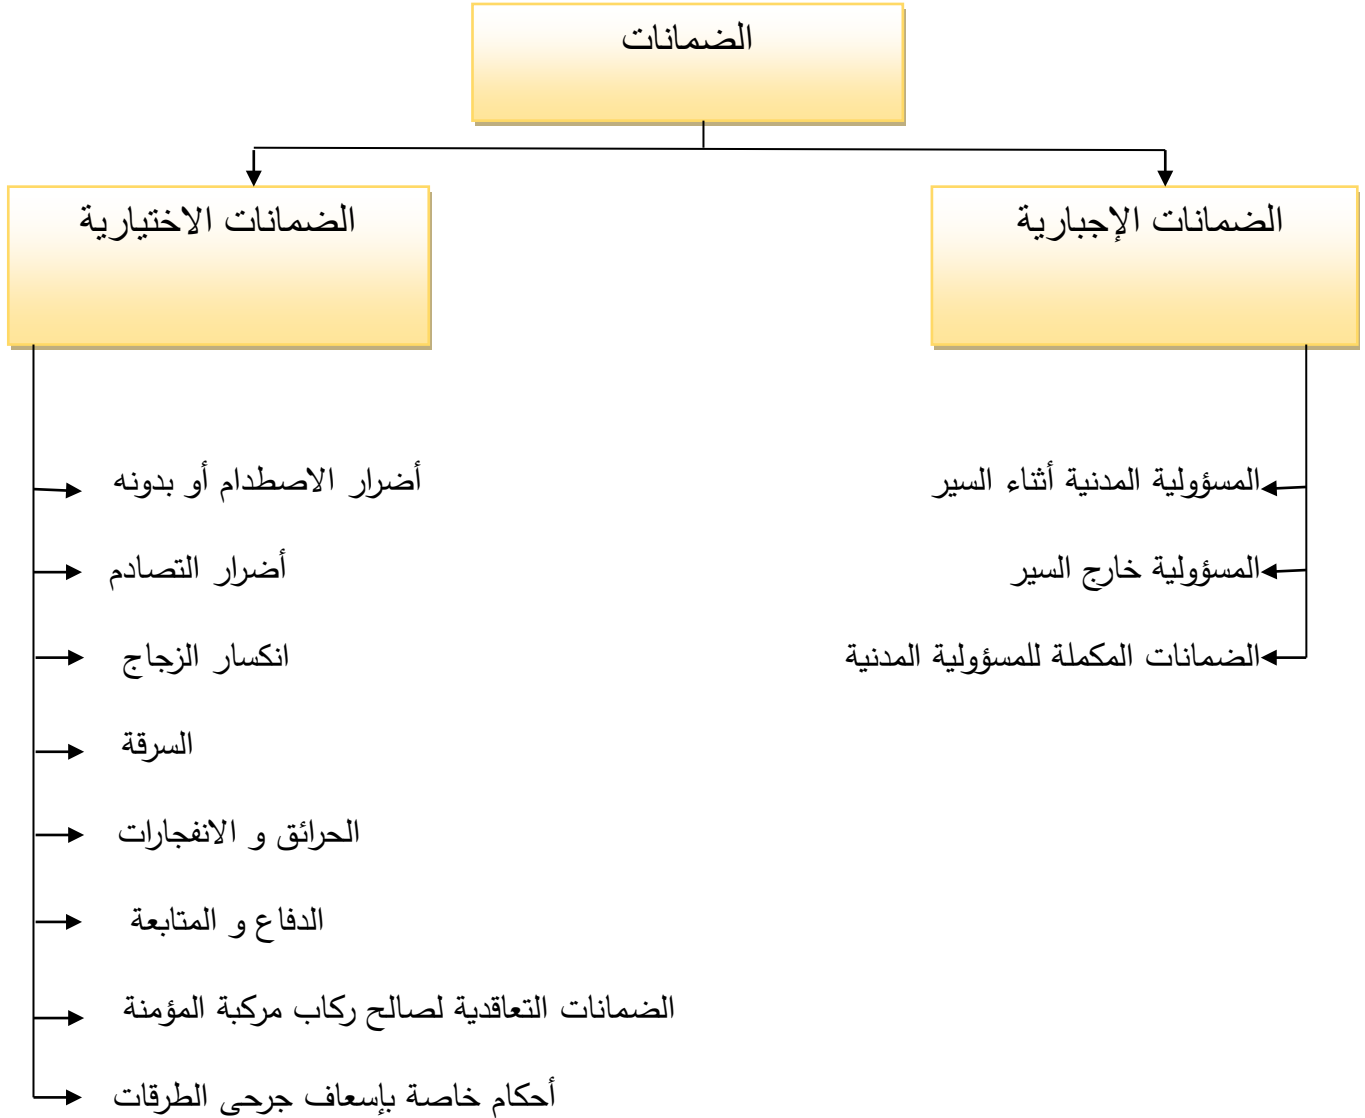 الضمانات
الضمانات الإجبارية
المسؤولية المدنية أثناء السير
المسؤولية خارج السير
الضمانات المكملة للمسؤولية المدنية
الضمانات الاختيارية
أضرار الاصطدام أو بدونه
أضرار التصادم
انكسار الزجاج
السرقة
الحرائق و الانفجارات
الدفاع و المتابعة
الضمانات التعاقدية لصالح ركاب مركبة المؤمنة
أحكام خاصة بإسعاف جرحى الطرقات